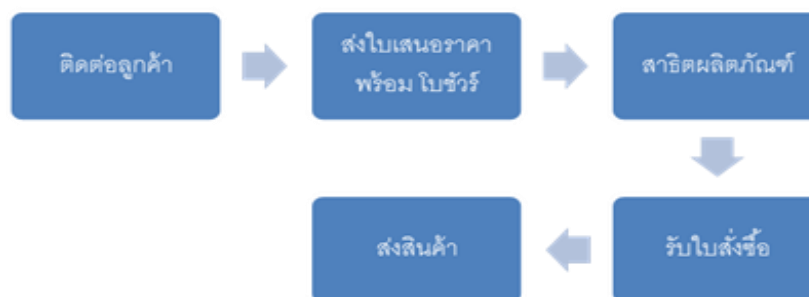 ติดต่อลูกค้า
ส่งใบเสนอราคา
พร้อม โบชัวร์
สาธิตผลิตภัณฑ์
รับใบสั่งซื้อ
ส่งสินค้า